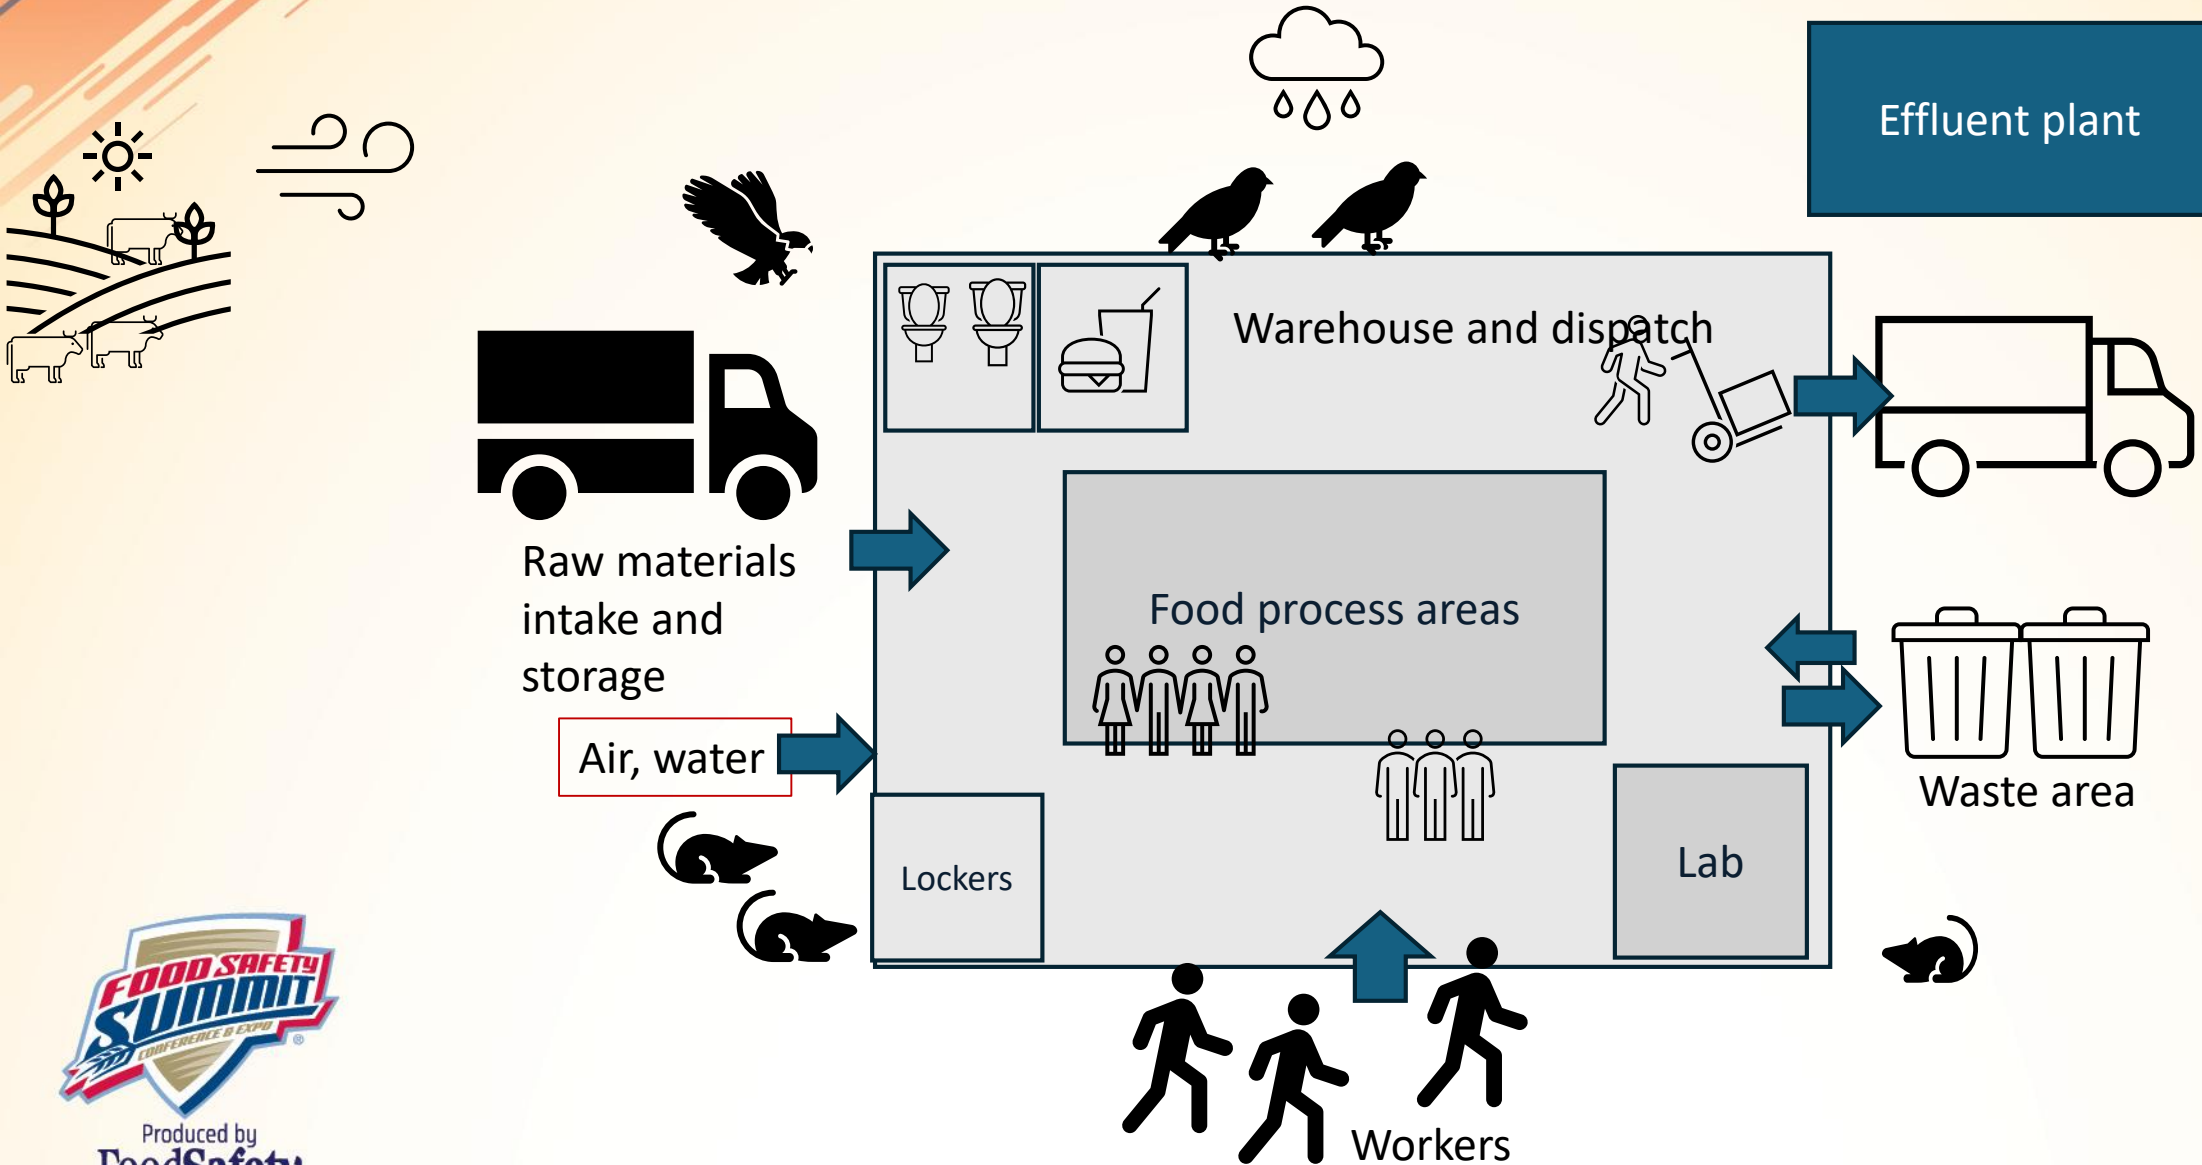 Effluent plant
Warehouse and dispatch
Raw materials
intake and
storage
Food process areas
Air, water
Waste area
Lockers
Lab
Workers
FOOD SAFETY
SUMMIT
CONFERENCE & EXPO
®
Produced by
FoodSafety